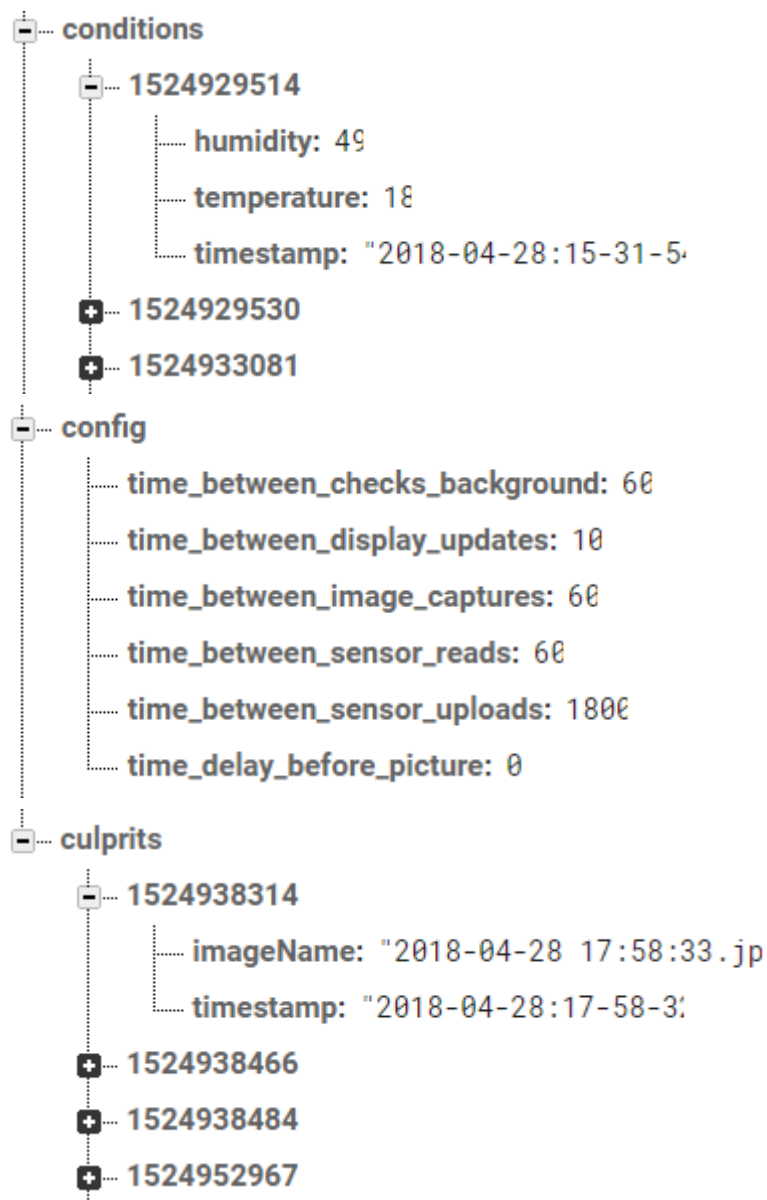 conditions
1524929514
humidity: 49
temperature: 18
timestamp: "2018-04-28:15-31-5
1524929530
1524933081
config
time_between_checks_background: 60
time_between_display_updates: 10
time_between_image_captures: 60
time_between_sensor_reads: 60
time_between_sensor_uploads: 1800
time_delay_before_picture: 0
culprits
1524938314
imageName: "2018-04-28 17:58:33.jp
timestamp: "2018-04-28:17-58-3
1524938466
1524938484
1524952967